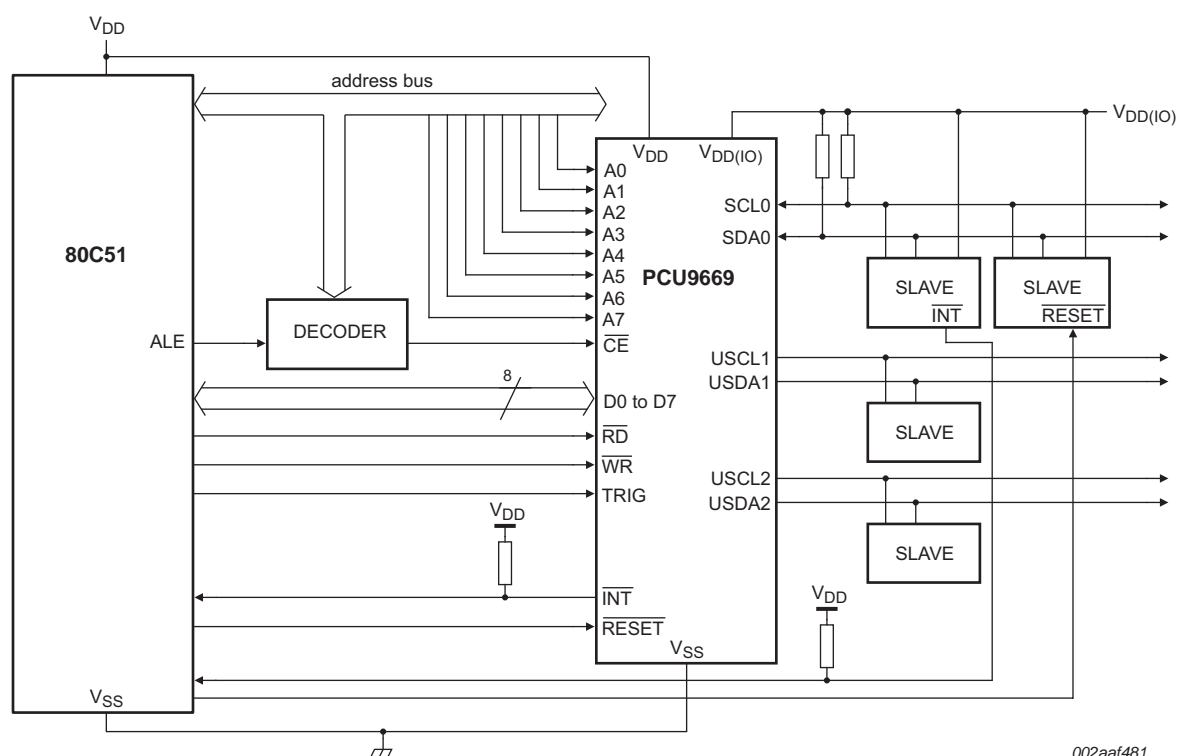 VDD
address bus
VDD(IO)
VDD
VDD(IO)
A0
A1
A2
A3
A4
A5
A6
A7
CE
80C51
PCU9669
SCL0
SDA0
SLAVE
INT
SLAVE
RESET
DECODER
ALE
8
D0 to D7
RD
WR
TRIG
USCL1
USDA1
SLAVE
USCL2
USDA2
SLAVE
VDD
INT
RESET
VDD
VSS
VSS
002aaf481